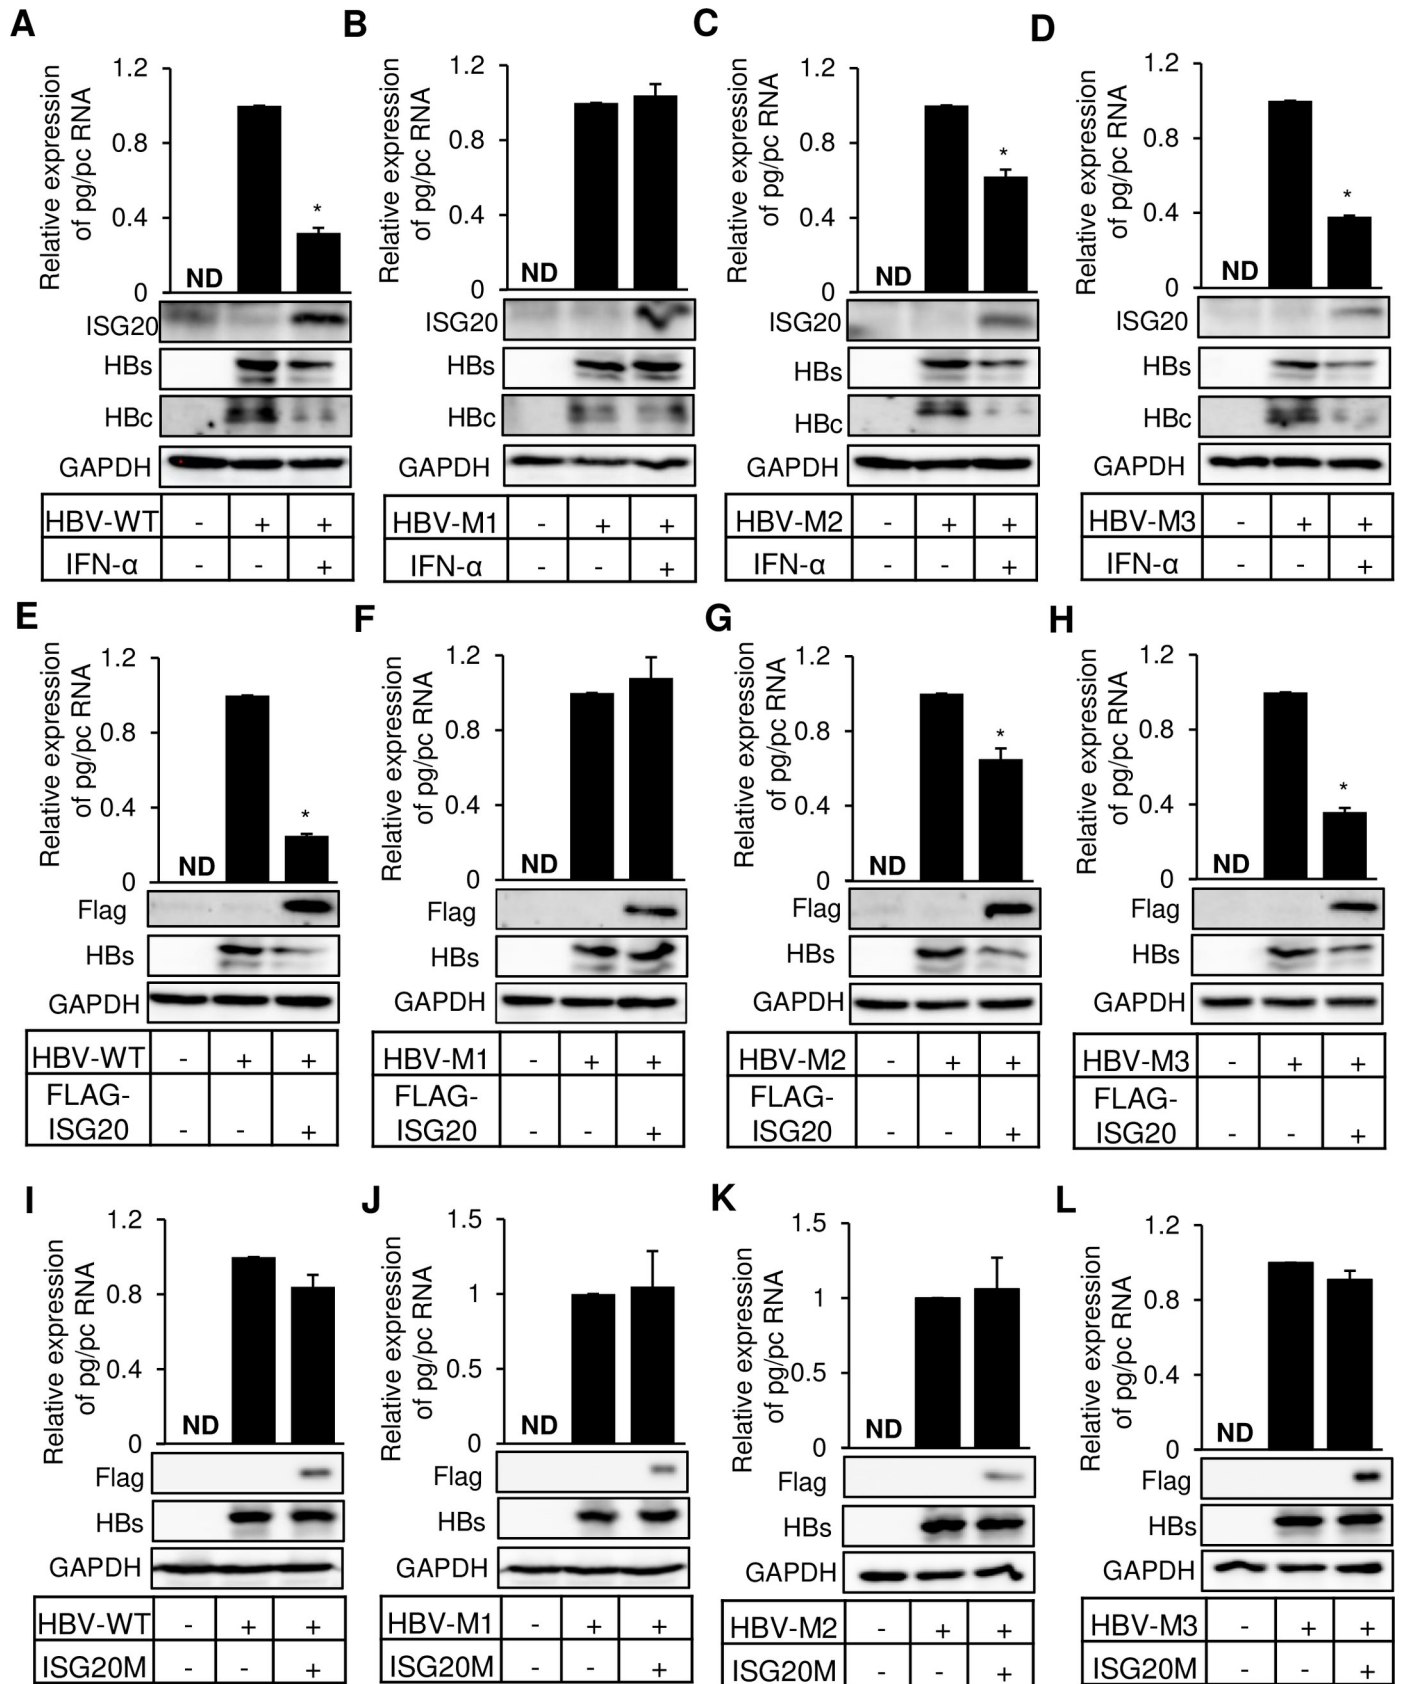 A
Relative expression
of pg/pc RNA
1.2
0.8
0.4
0
ND
*
ISG20
HBs
HBc
GAPDH
HBV-WT - + +
IFN-α - - +
B
Relative expression
of pg/pc RNA
1.2
0.8
0.4
0
ND
ISG20
HBs
HBc
GAPDH
HBV-M1 - + +
IFN-α - - +
C
Relative expression
of pg/pc RNA
1.2
0.8
0.4
0
ND
*
ISG20
HBs
HBc
GAPDH
HBV-M2 - + +
IFN-α - - +
D
Relative expression
of pg/pc RNA
1.2
0.8
0.4
0
ND
*
ISG20
HBs
HBc
GAPDH
HBV-M3 - + +
IFN-α - - +
E
Relative expression
of pg/pc RNA
1.2
0.8
0.4
0
ND
*
Flag
HBs
GAPDH
HBV-WT - + +
FLAG-
ISG20 - - +
F
Relative expression
of pg/pc RNA
1.2
0.8
0.4
0
ND
Flag
HBs
GAPDH
HBV-M1 - + +
FLAG-
ISG20 - - +
G
Relative expression
of pg/pc RNA
1.2
0.8
0.4
0
ND
*
Flag
HBs
GAPDH
HBV-M2 - + +
FLAG-
ISG20 - - +
H
Relative expression
of pg/pc RNA
1.2
0.8
0.4
0
ND
*
Flag
HBs
GAPDH
HBV-M3 - + +
FLAG-
ISG20 - - +
I
Relative expression
of pg/pc RNA
1.2
0.8
0.4
0
ND
Flag
HBs
GAPDH
HBV-WT - + +
ISG20M - - +
J
Relative expression
of pg/pc RNA
1.5
1
0.5
0
ND
Flag
HBs
GAPDH
HBV-M1 - + +
ISG20M - - +
K
Relative expression
of pg/pc RNA
1.5
1
0.5
0
ND
Flag
HBs
GAPDH
HBV-M2 - + +
ISG20M - - +
L
Relative expression
of pg/pc RNA
1.2
0.8
0.4
0
ND
Flag
HBs
GAPDH
HBV-M3 - + +
ISG20M - - +